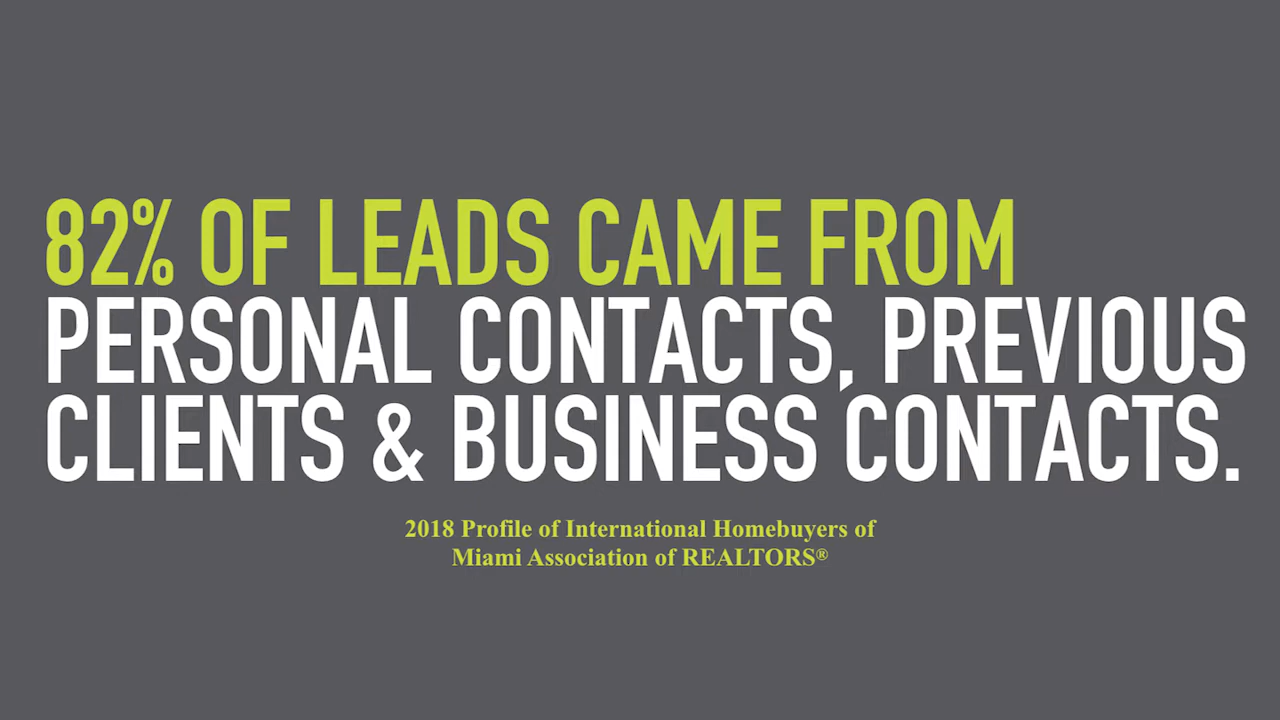 82% OF LEADS CAME FROM
PERSONAL CONTACTS, PREVIOUS
CLIENTS & BUSINESS CONTACTS.
2018 Profile of International Homebuyers of
Miami Association of REALTORS®